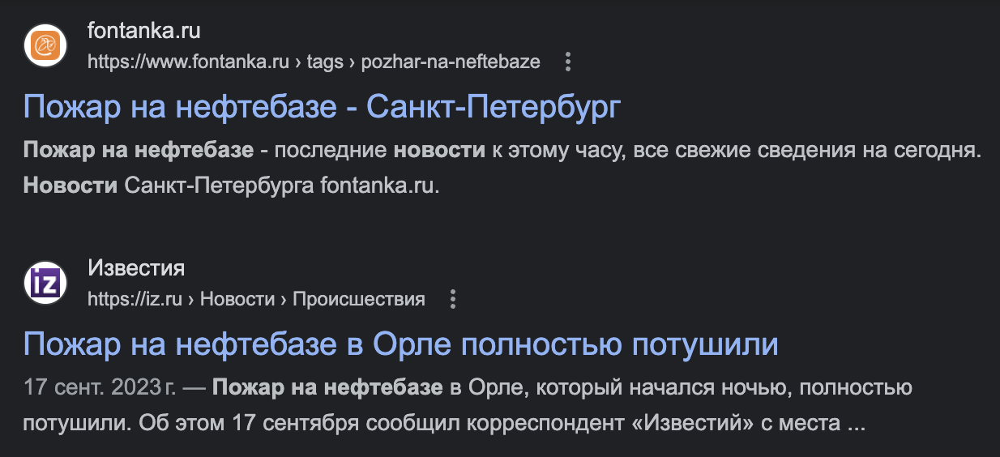 fontanka.ru
https://www.fontanka.ru › tags › pozhar-na-neftebaze
Пожар на нефтебазе - Санкт-Петербург
Пожар на нефтебазе - последние новости к этому часу, все свежие сведения на сегодня.
Новости Санкт-Петербурга fontanka.ru.
iz
Известия
https://iz.ru › Новости › Происшествия
Пожар на нефтебазе в Орле полностью потушили
17 сент. 2023 г. — Пожар на нефтебазе в Орле, который начался ночью, полностью
потушили. Об этом 17 сентября сообщил корреспондент «Известий» с места ...